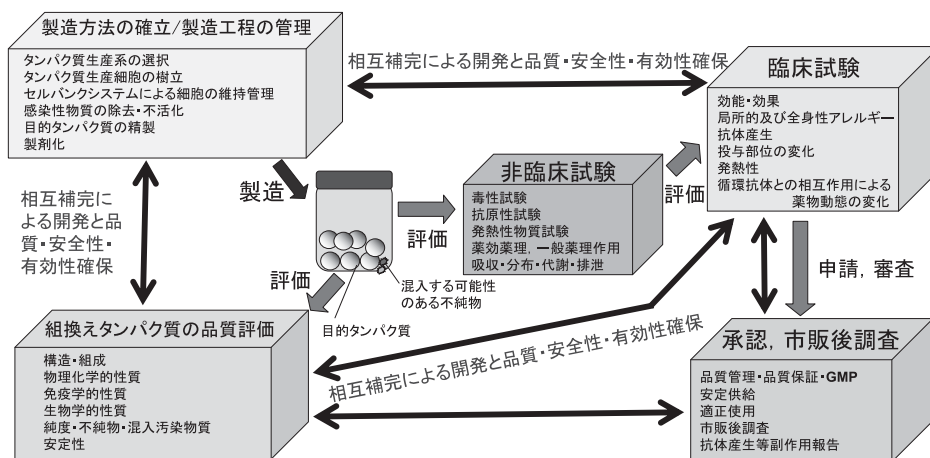 製造方法の確立/製造工程の管理
タンパク質生産系の選択
タンパク質生産細胞の樹立
セルバンクシステムによる細胞の維持管理
感染性物質の除去・不活化
目的タンパク質の精製
製剤化
相互補完による開発と品質・安全性・有効性確保
臨床試験
効能・効果
局所的及び全身性アレルギー
抗体産生
投与部位の変化
発熱性
循環抗体との相互作用による
薬物動態の変化
相互補完に
よる開発と品
質・安全性・
有効性確保
製造
評価
非臨床試験
毒性試験
抗原性試験
発熱性物質試験
薬効薬理, 一般薬理作用
吸収・分布・代謝・排泄
評価
評価
混入する可能性
のある不純物
目的タンパク質
申請, 審査
組換えタンパク質の品質評価
構造・組成
物理化学的性質
免疫学的性質
生物学的性質
純度・不純物・混入汚染物質
安定性
相互補完による開発と品質・安全性・有効性確保
承認, 市販後調査
品質管理・品質保証・GMP
安定供給
適正使用
市販後調査
抗体産生等副作用報告